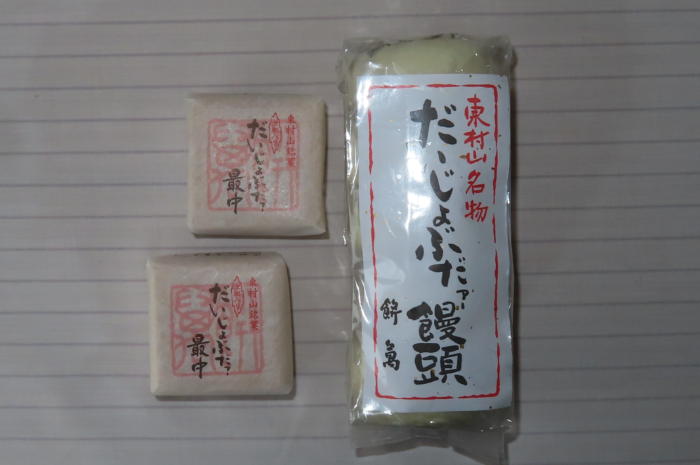 東村山銘菓
だいじょぶだァ
最中
東村山銘菓
だいじょぶだァ
最中
東村山名物
だいじょぶだァー
饅頭
餅萬